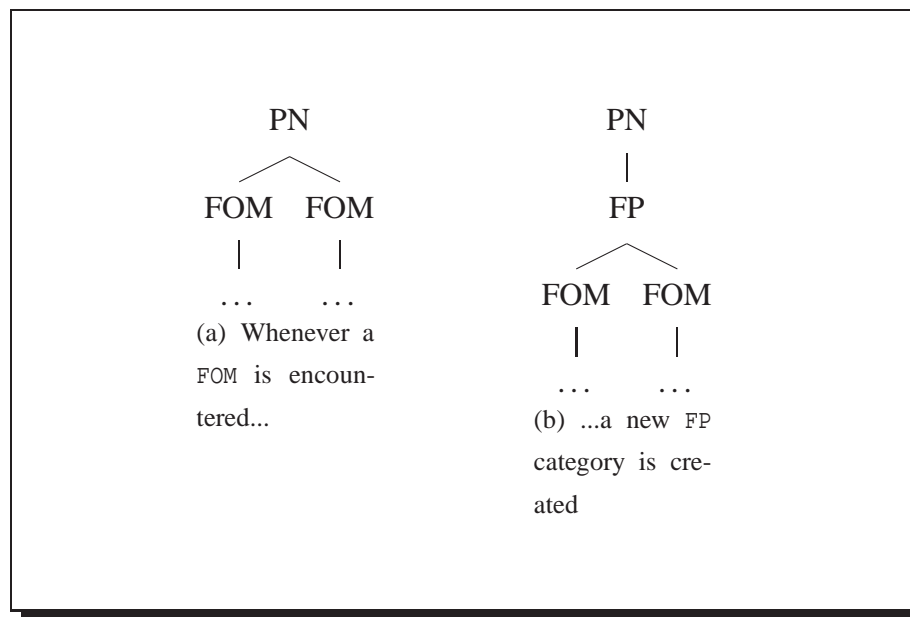 PN
FOM FOM
... ...
(a) Whenever a
FOM is encoun-
tered...
PN
FP
FOM FOM
... ...
(b) ...a new FP
category is cre-
ated